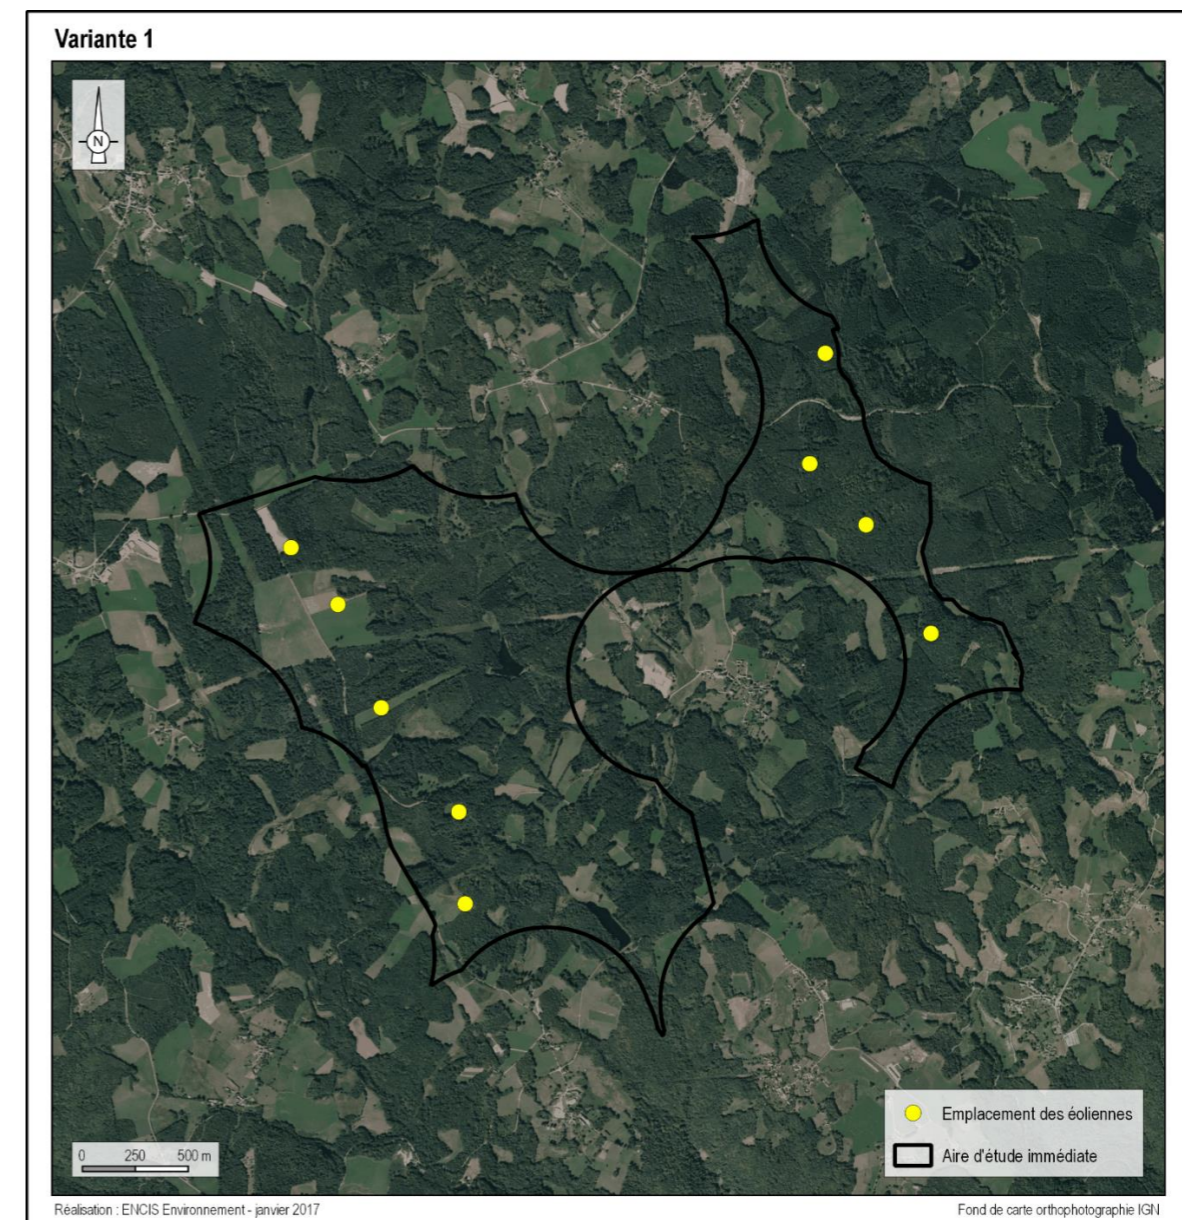 Variante 1
N
Emplacement des éoliennes
Aire d'étude immédiate
0 250 500 m
Réalisation : ENCIS Environnement - janvier 2017
Fond de carte orthophotographie IGN